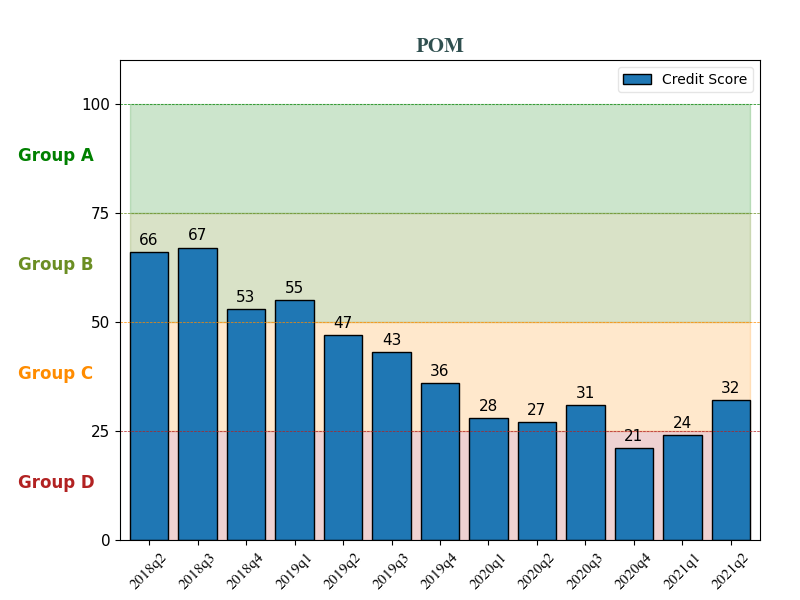 POM
Credit Score
100
Group A
75
66
67
Group B
53
55
50
47
43
Group C
36
28
27
31
21
24
32
25
Group D
0
2018q2
2018q3
2018q4
2019q1
2019q2
2019q3
2019q4
2020q1
2020q2
2020q3
2020q4
2021q1
2021q2